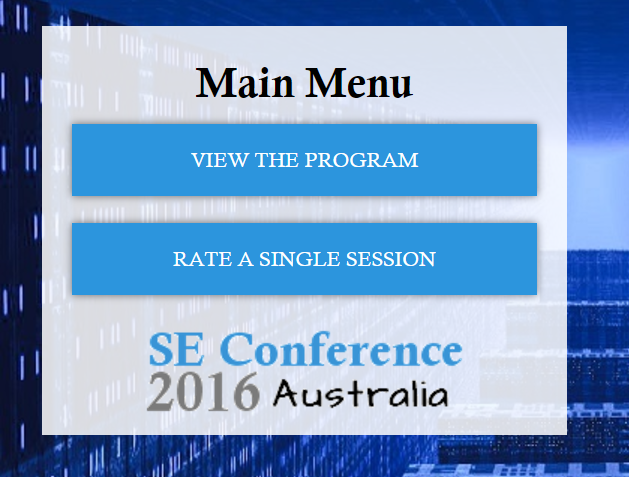 Main Menu
VIEW THE PROGRAM
RATE A SINGLE SESSION
SE Conference
2016 Australia